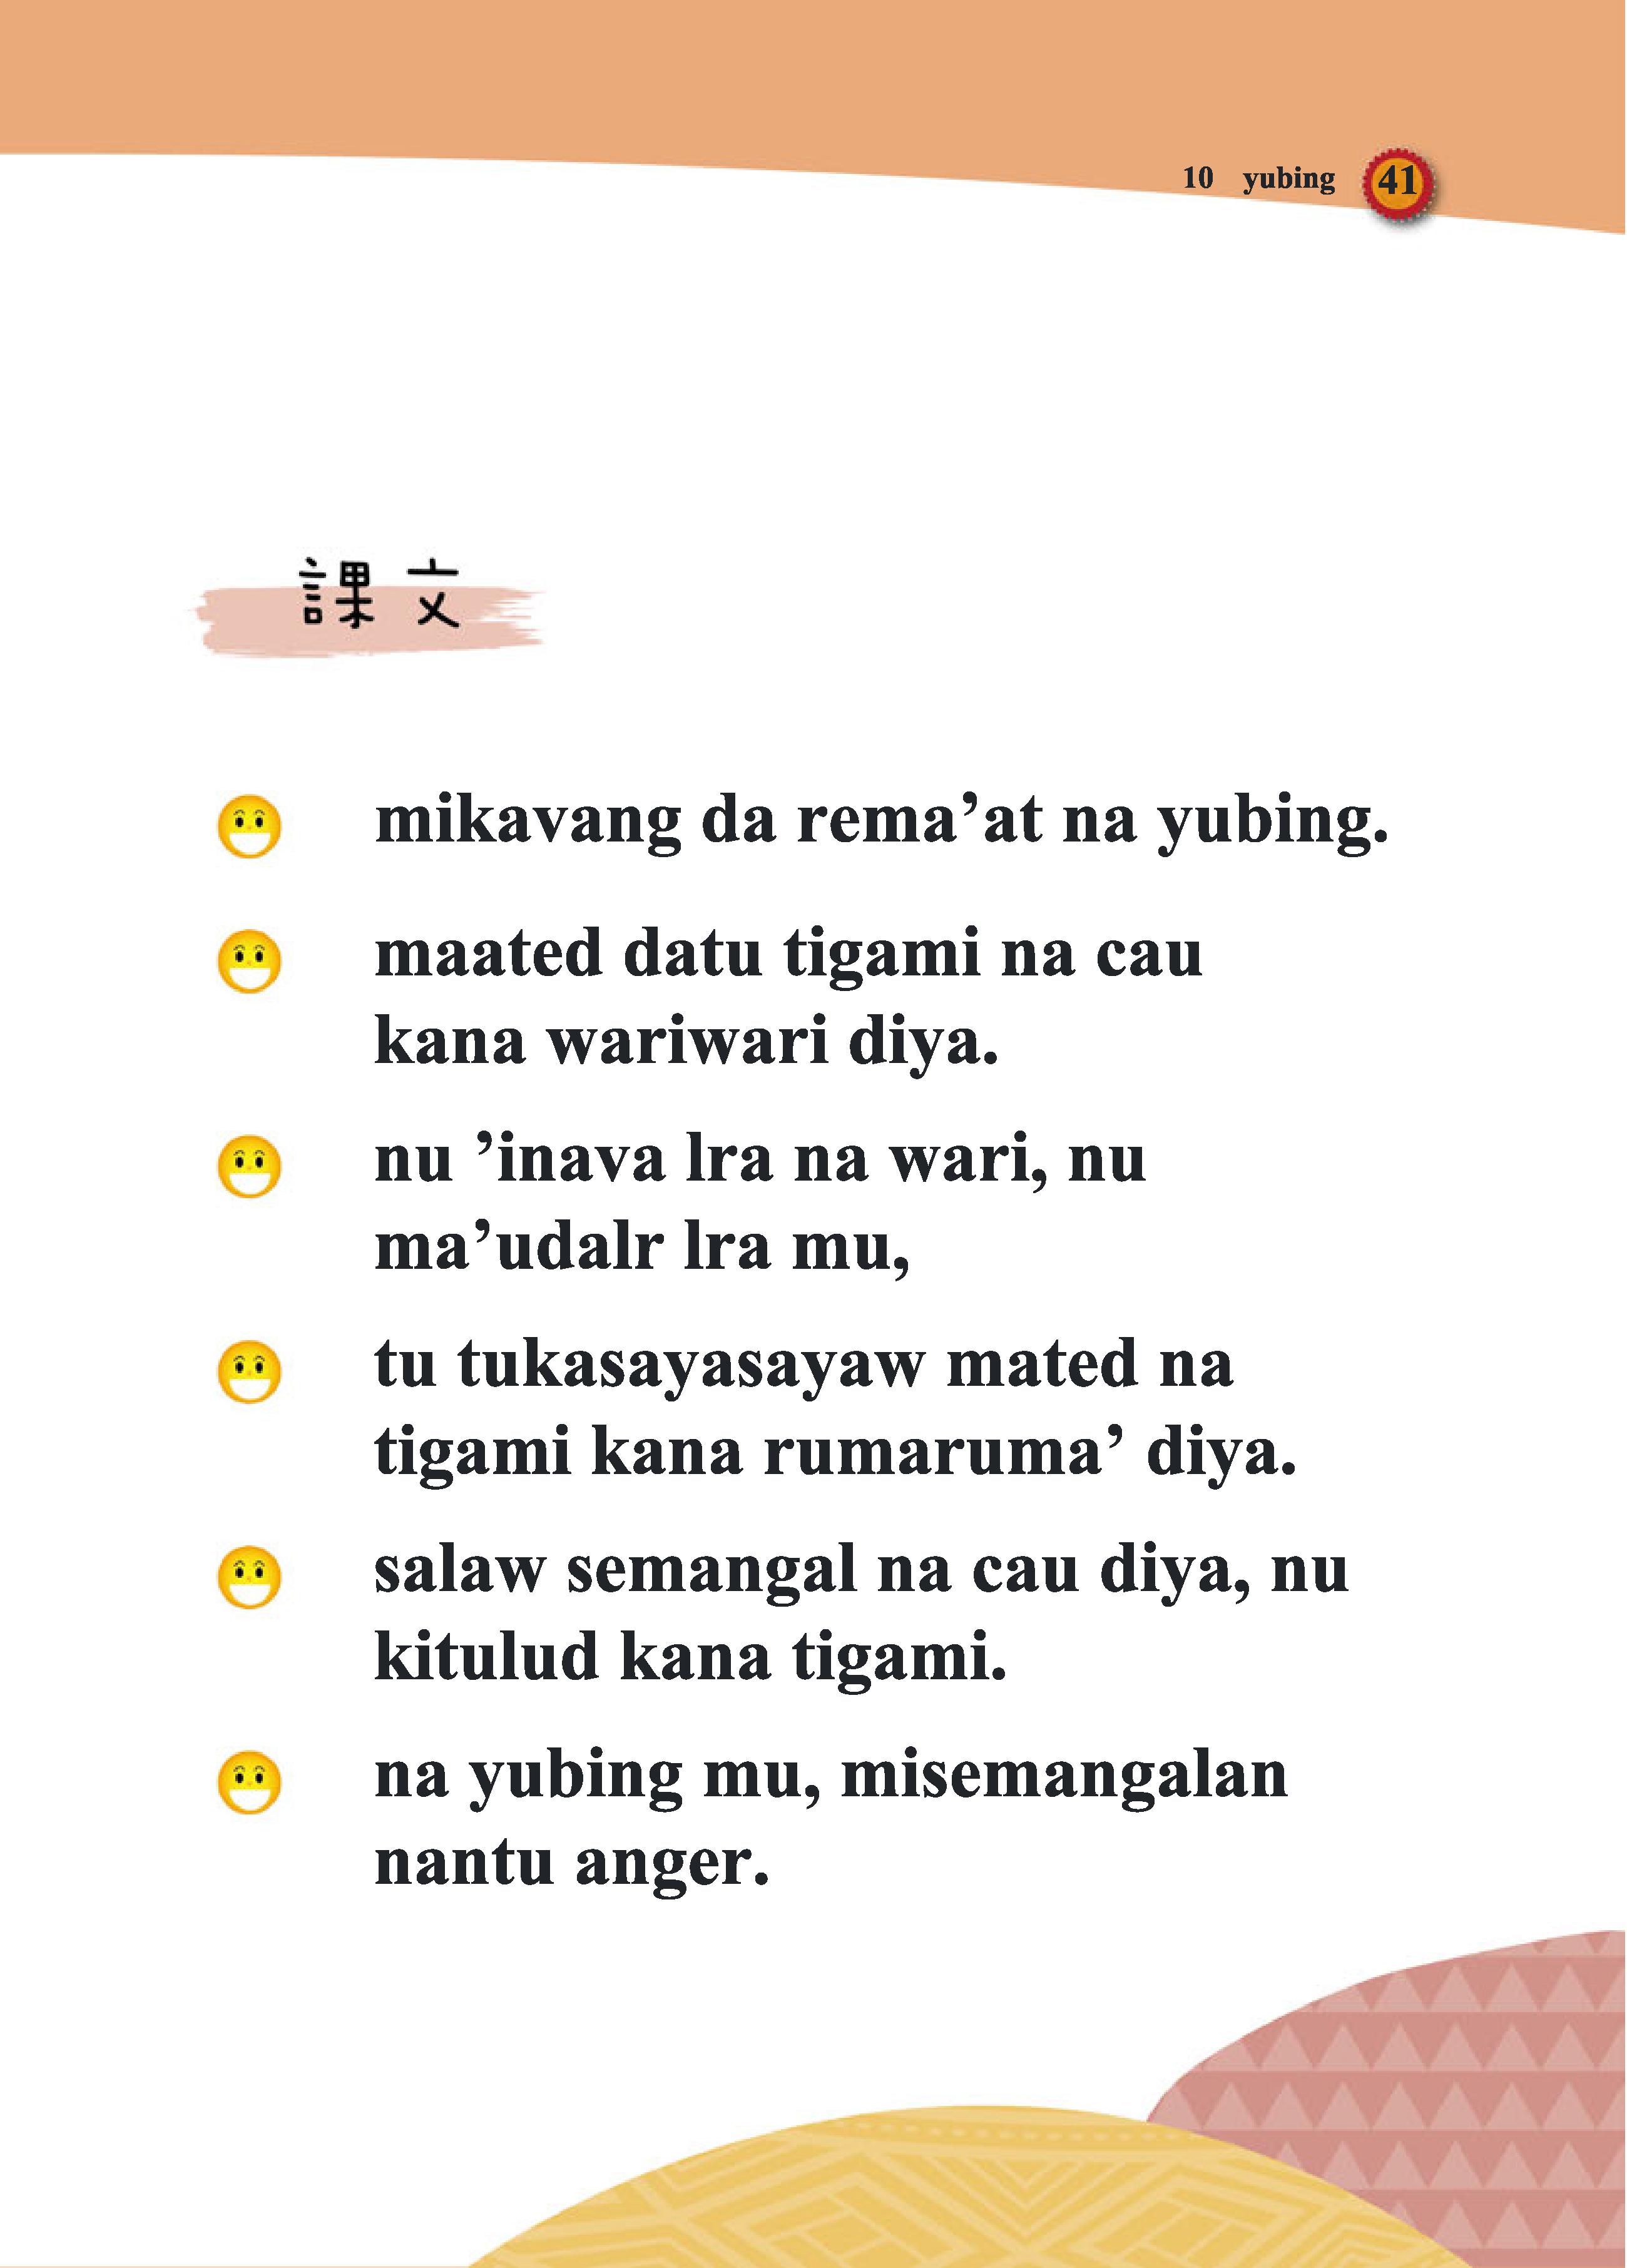 10 yubing 41
課文
mikavang da rema’at na yubing.
maated datu tigami na cau
kana wariwari diya.
nu ’inava lra na wari, nu
ma’udalr lra mu,
tu tukasayasayaw mated na
tigami kana rumaruma’ diya.
salaw semangal na cau diya, nu
kitulud kana tigami.
na yubing mu, misemangalan
nantu anger.